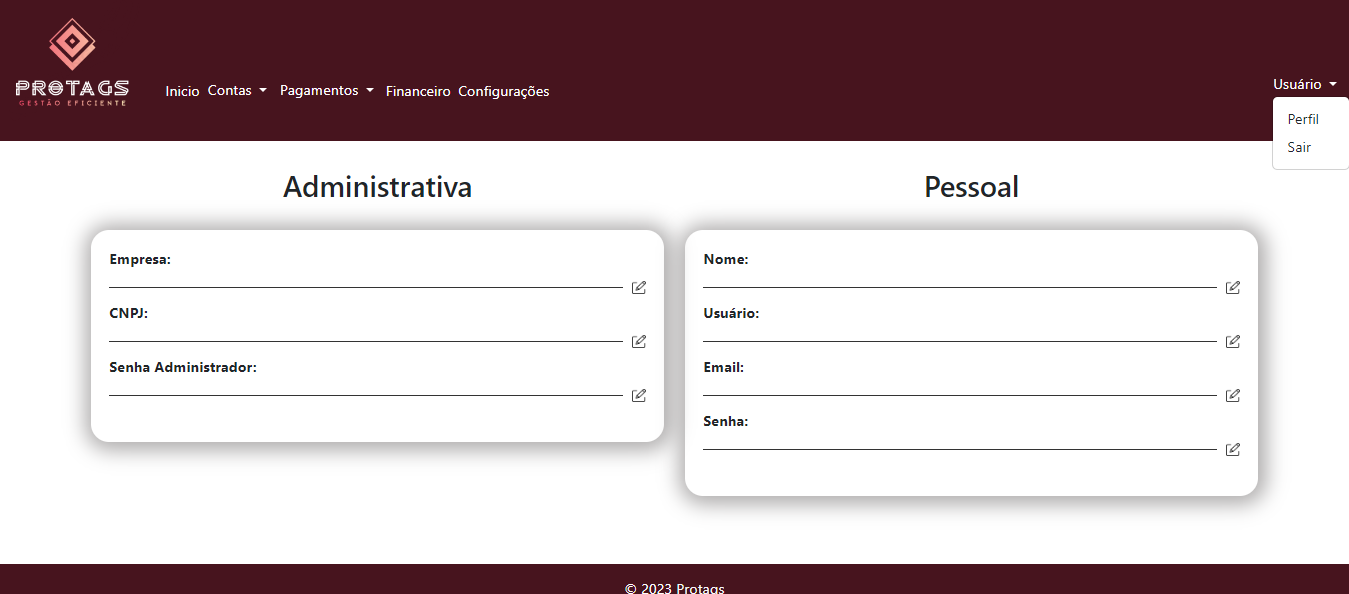 PROTAGS
GESTÃO EFICIENTE
Inicio Contas Pagamentos Financeiro Configurações
Usuário
Perfil
Sair
Administrativa
Empresa:
CNPJ:
Senha Administrador:
Pessoal
Nome:
Usuário:
Email:
Senha:
© 2023 Protags